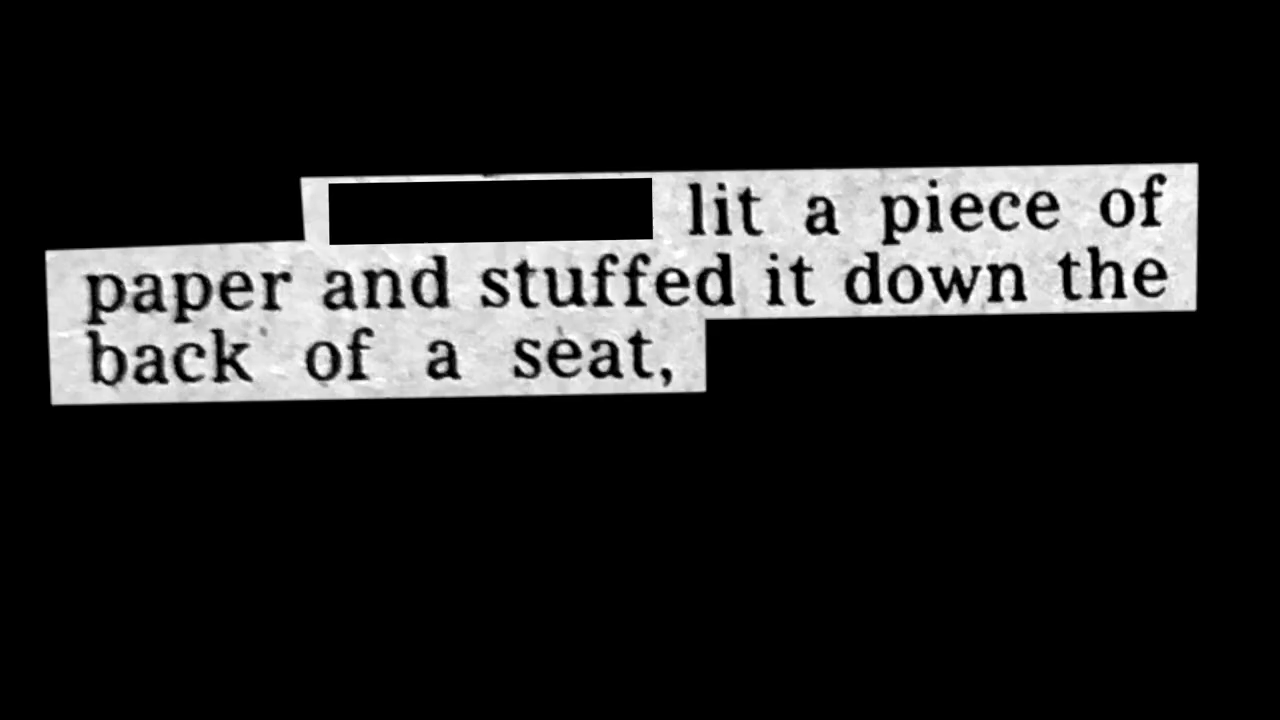 lit a piece of
paper and stuffed it down the
back of a seat,